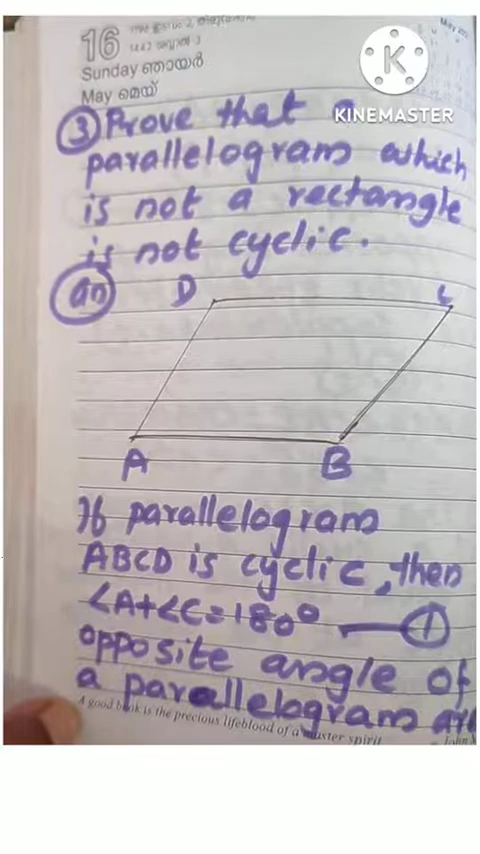 16
1442
Sunday ഞായർ
May മെയ്
K
KINEMASTER
③ Prove that a
parallelogram which
is not a rectangle
is not cyclic.
an
D C
A B
If parallelogram
ABCD is cyclic, then
∠A+∠C=180° — ①
opposite angle of
a parallelogram are
A good book is the precious lifeblood of a master spirit